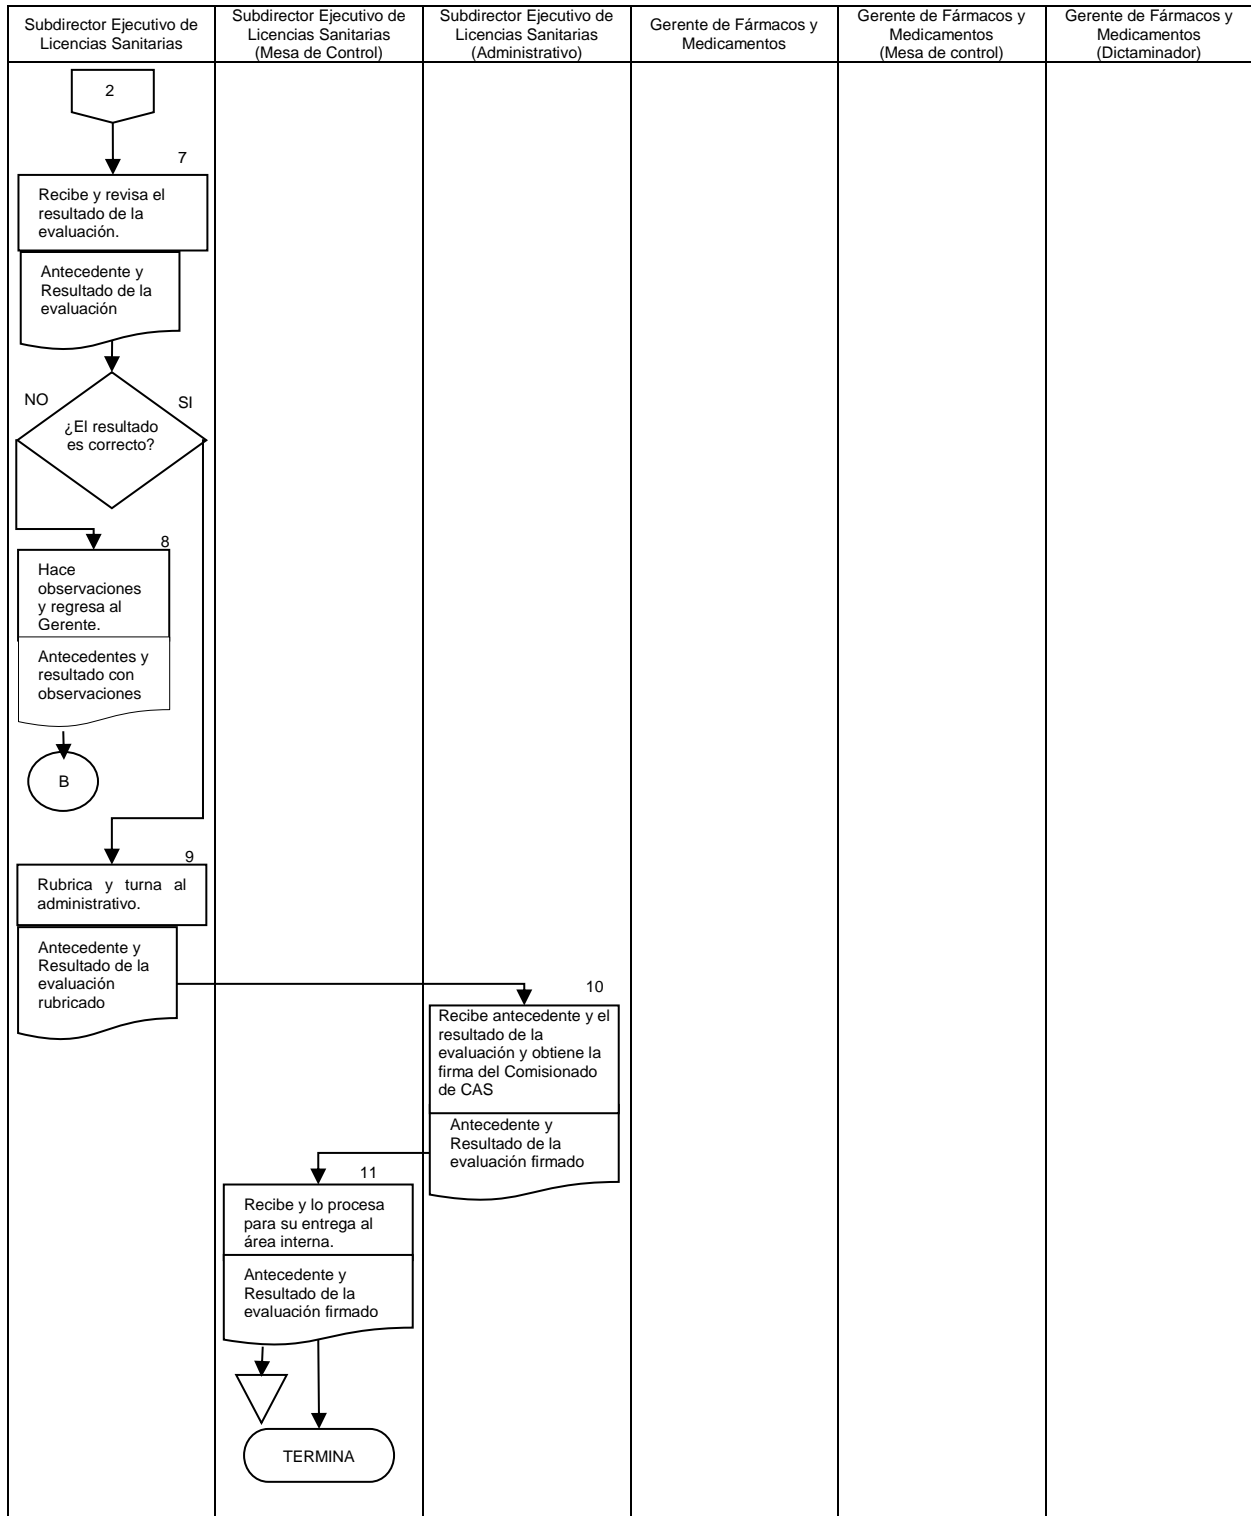 Subdirector Ejecutivo de
Licencias Sanitarias
Subdirector Ejecutivo de
Licencias Sanitarias
(Mesa de Control)
Subdirector Ejecutivo de
Licencias Sanitarias
(Administrativo)
Gerente de Fármacos y
Medicamentos
Gerente de Fármacos y
Medicamentos
(Mesa de control)
Gerente de Fármacos y
Medicamentos
(Dictaminador)
2
7
Recibe y revisa el
resultado de la
evaluación.
Antecedente y
Resultado de la
evaluación
NO
SI
¿El resultado
es correcto?
8
Hace
observaciones
y regresa al
Gerente.
Antecedentes y
resultado con
observaciones
B
9
Rubrica y turna al
administrativo.
Antecedente y
Resultado de la
evaluación
rubricado
10
Recibe antecedente y el
resultado de la
evaluación y obtiene la
firma del Comisionado
de CAS
Antecedente y
Resultado de la
evaluación firmado
11
Recibe y lo procesa
para su entrega al
área interna.
Antecedente y
Resultado de la
evaluación firmado
TERMINA